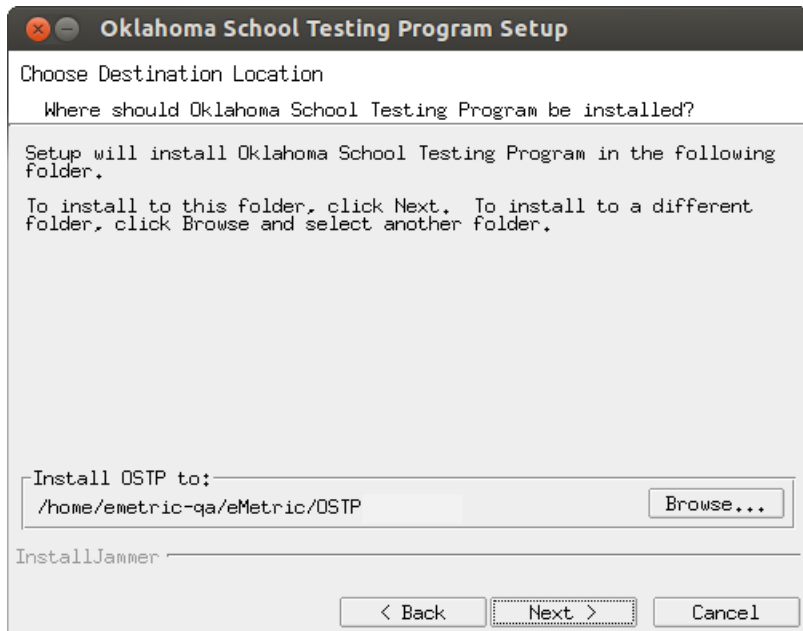 Oklahoma School Testing Program Setup
Choose Destination Location
Where should Oklahoma School Testing Program be installed?
Setup will install Oklahoma School Testing Program in the following
folder.
To install to this folder, click Next. To install to a different
folder, click Browse and select another folder.
Install OSTP to:
/home/emetric-qa/eMetric/OSTP
Browse...
InstallJammer
< Back
Next >
Cancel